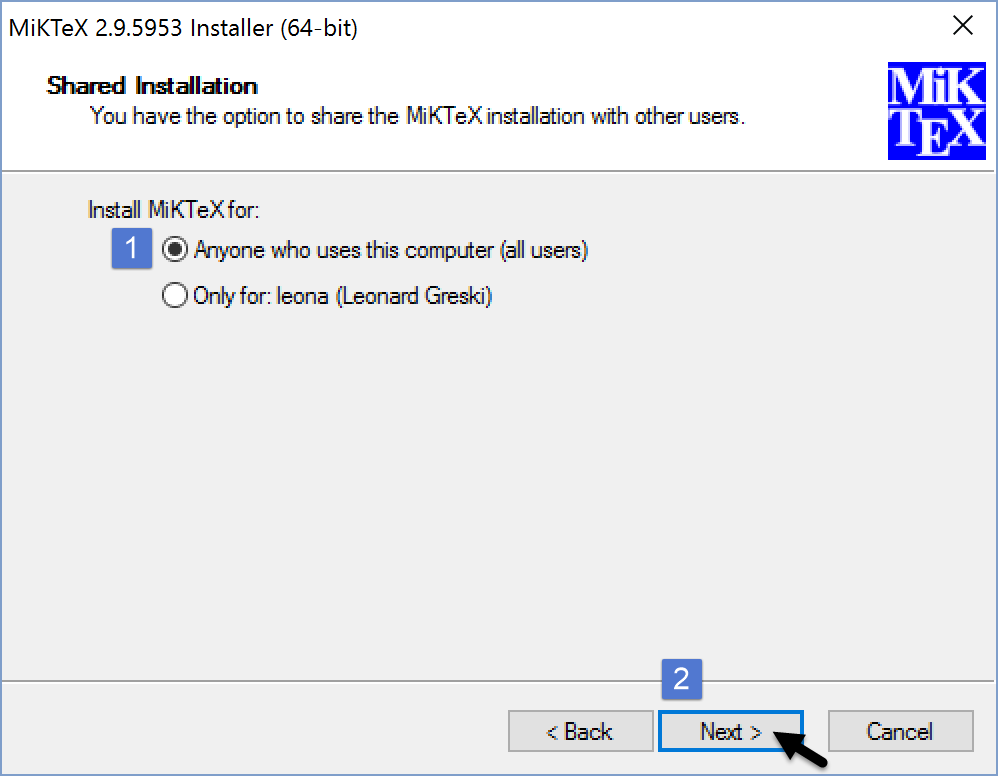 MiKTeX 2.9.5953 Installer (64-bit)
Shared Installation
You have the option to share the MiKTeX installation with other users.
MiK
TEX
Install MiKTeX for:
1
Anyone who uses this computer (all users)
Only for: leona (Leonard Greski)
2
< Back
Next >
Cancel